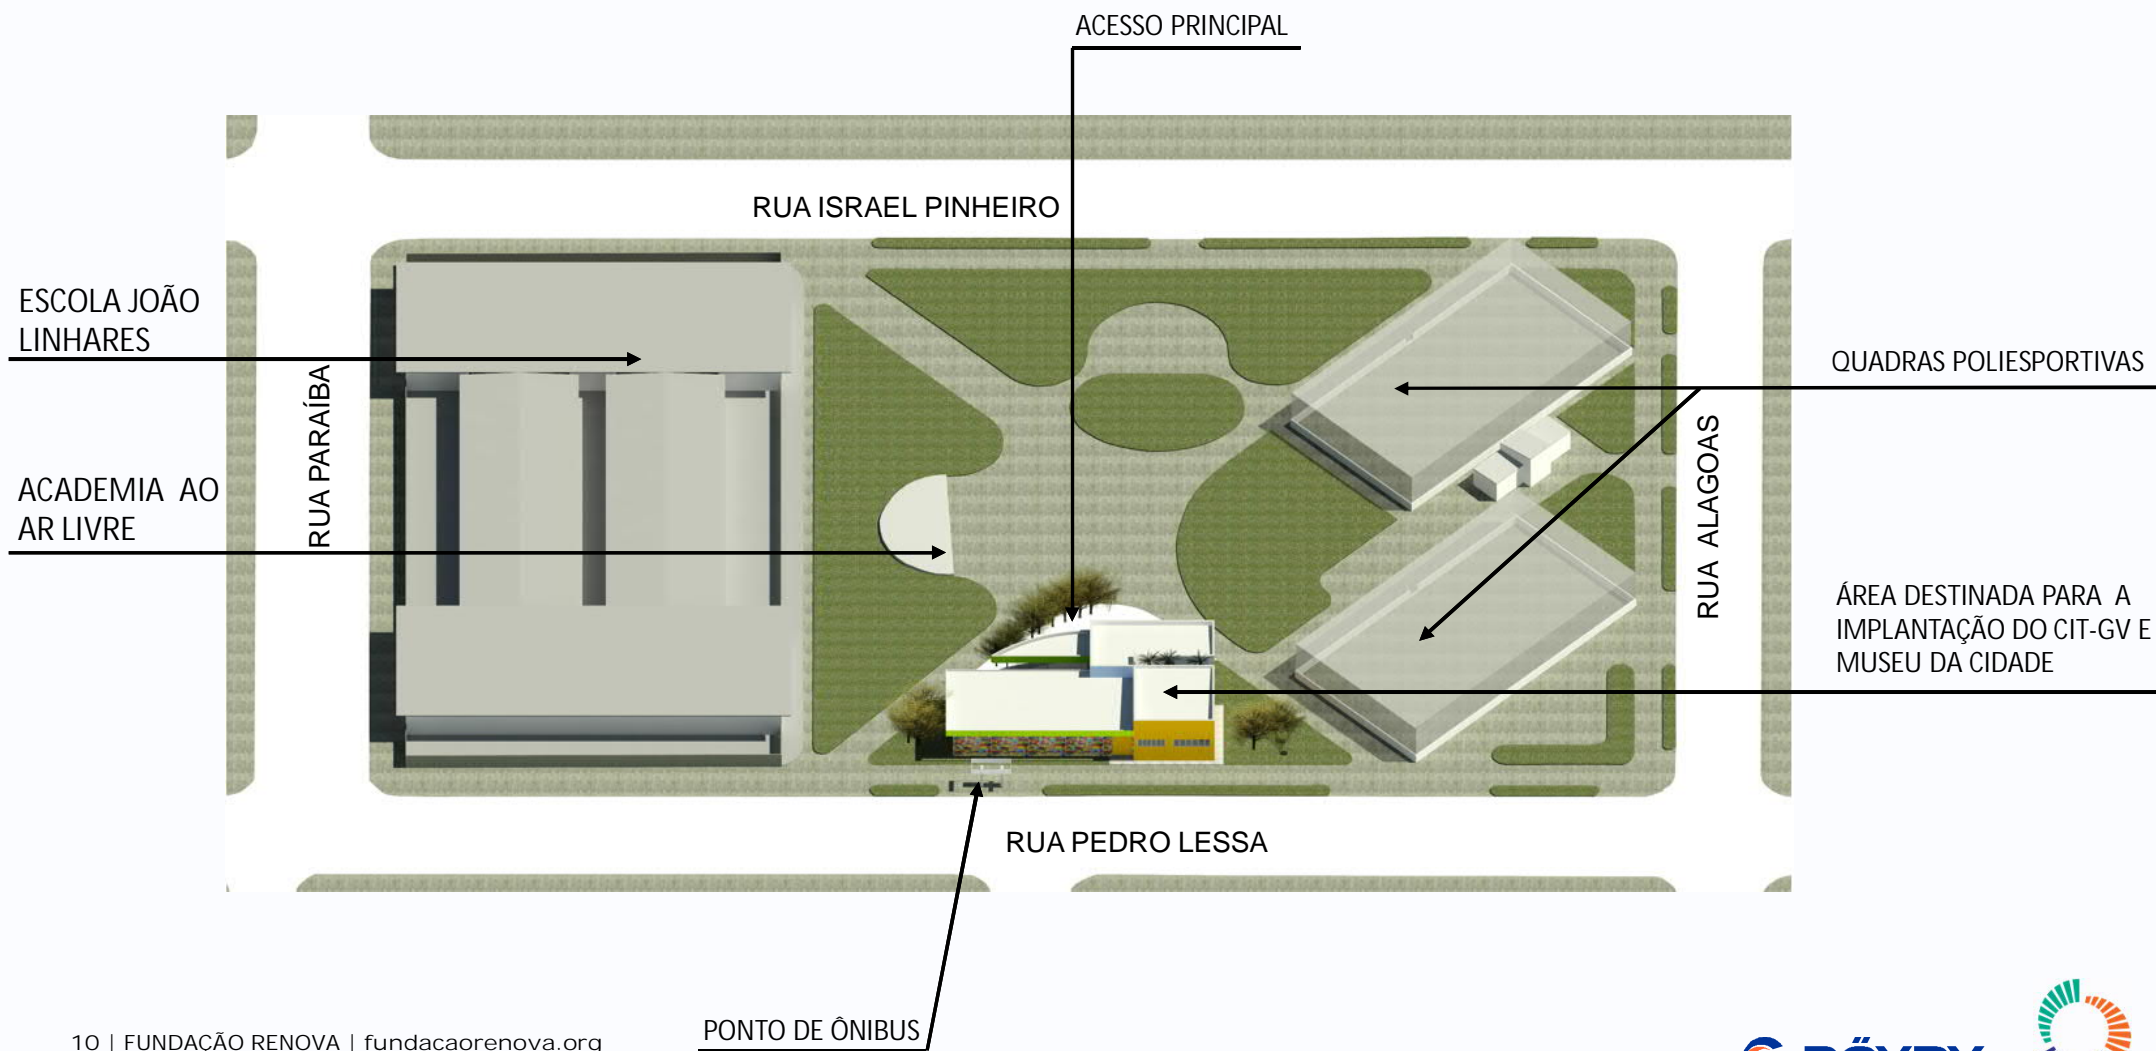 ACESSO PRINCIPAL
RUA ISRAEL PINHEIRO
ESCOLA JOÃO
LINHARES
RUA PARAÍBA
QUADRAS POLIESPORTIVAS
RUA ALAGOAS
ACADEMIA AO
AR LIVRE
ÁREA DESTINADA PARA A
IMPLANTAÇÃO DO CIT-GV E
MUSEU DA CIDADE
RUA PEDRO LESSA
PONTO DE ÔNIBUS
10 | FUNDAÇÃO RENOVA | fundacaorenova.org
PÖYRY